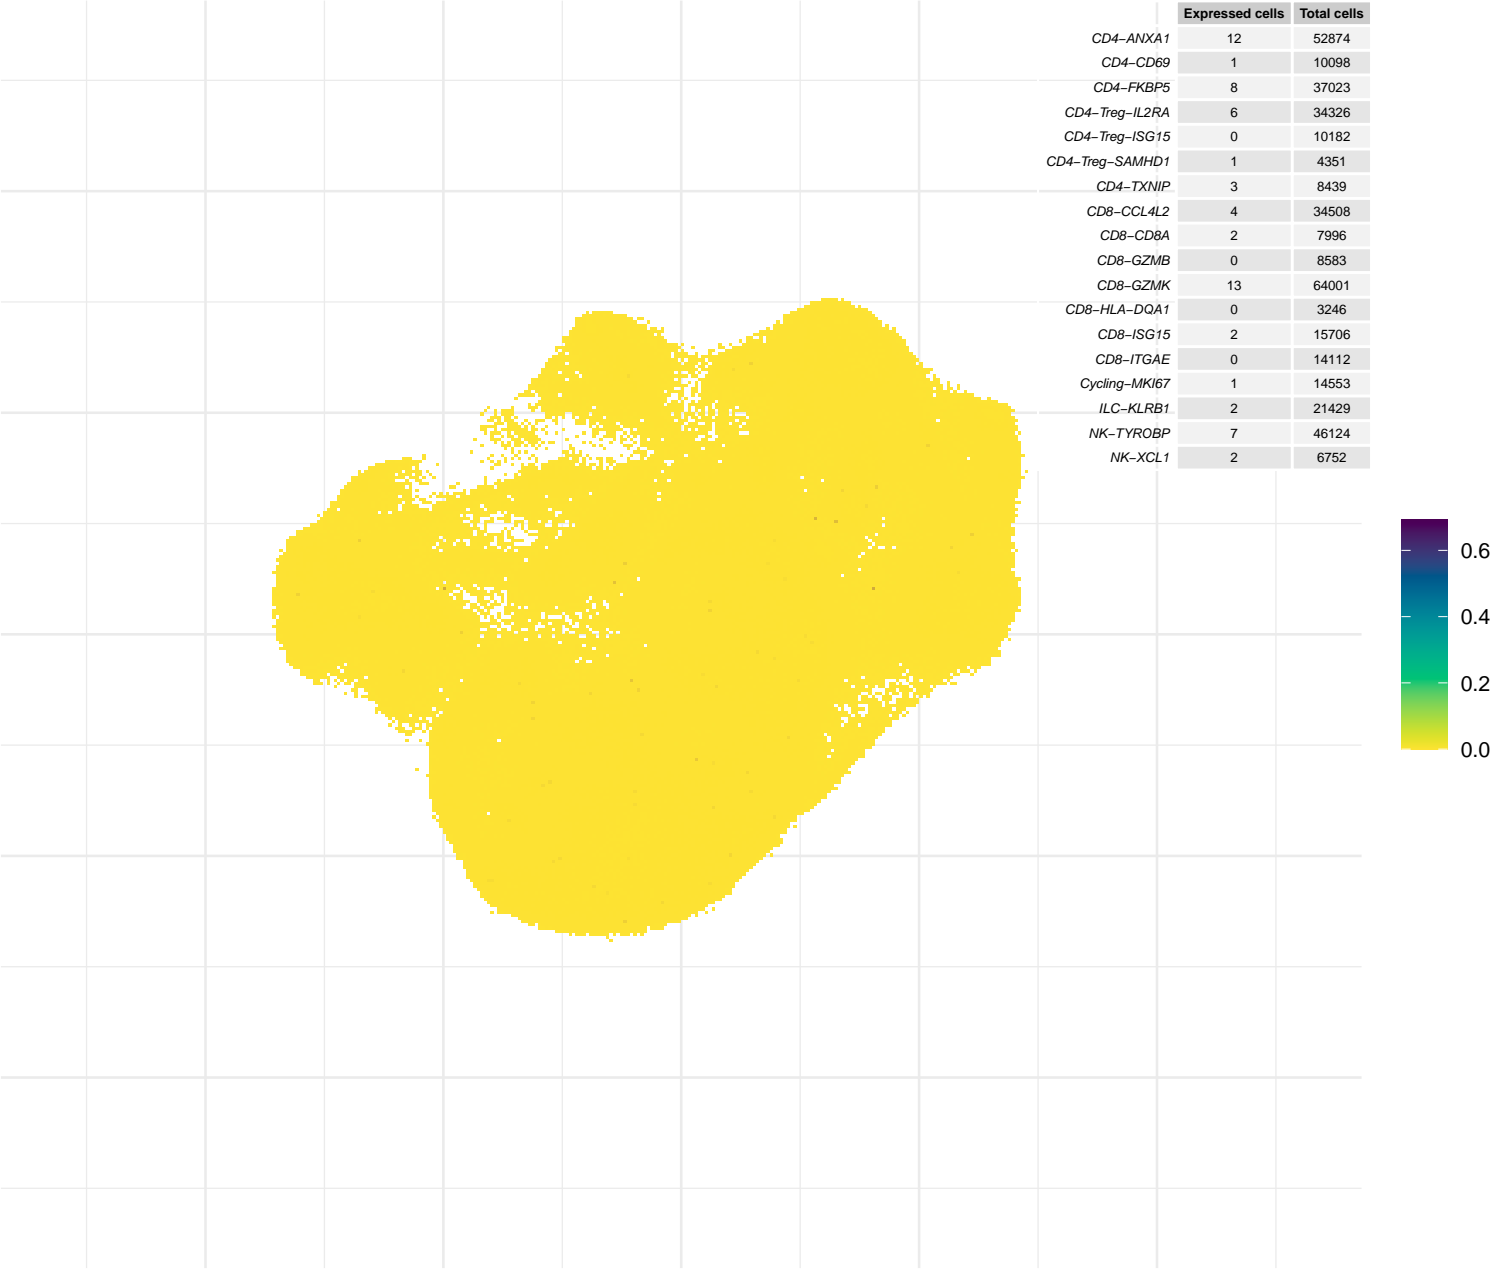 Expressed cells Total cells
CD4−ANXA1 12 52874
CD4−CD69 1 10098
CD4−FKBP5 8 37023
CD4−Treg−IL2RA 6 34326
CD4−Treg−ISG15 0 10182
CD4−Treg−SAMHD1 1 4351
CD4−TXNIP 3 8439
CD8−CCL4L2 4 34508
CD8−CD8A 2 7996
CD8−GZMB 0 8583
CD8−GZMK 13 64001
CD8−HLA−DQA1 0 3246
CD8−ISG15 2 15706
CD8−ITGAE 0 14112
Cycling−MKI67 1 14553
ILC−KLRB1 2 21429
NK−TYROBP 7 46124
NK−XCL1 2 6752
0.6
0.4
0.2
0.0